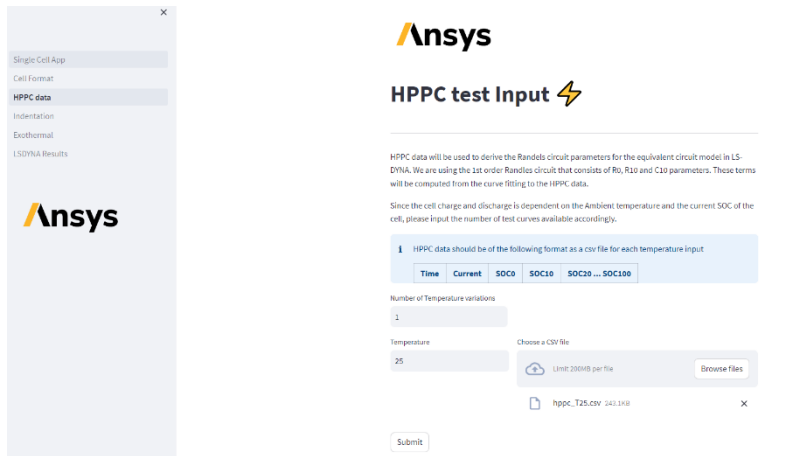 ×
Single Cell App
Cell Format
HPPC data
Indentation
Exothermal
LSDYNA Results
Ansys
Ansys
HPPC test Input ⚡
HPPC data will be used to derive the Randels circuit parameters for the equivalent circuit model in LS-
DYNA. We are using the 1st order Randles circuit that consists of R0, R10 and C10 parameters. These terms
will be computed from the curve fitting to the HPPC data.
Since the cell charge and discharge is dependent on the Ambient temperature and the current SOC of the
cell, please input the number of test curves available accordingly.
i HPPC data should be of the following format as a csv file for each temperature input
Time Current SOC0 SOC10 SOC20 ... SOC100
Number of Temperature variations
1
Temperature Choose a CSV file
25
Limit 200MB per file Browse files
hppc_T25.csv 243.1KB ×
Submit